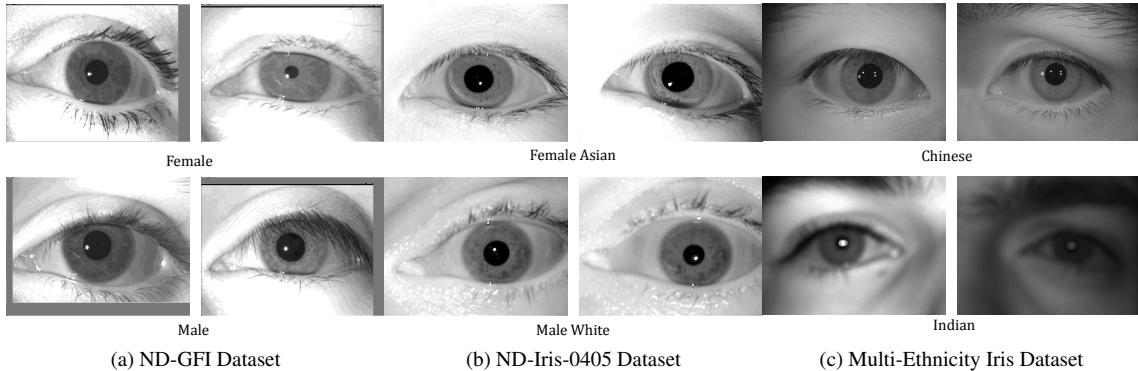 Female
Female Asian
Chinese
Male
Male White
Indian
(a) ND-GFI Dataset
(b) ND-Iris-0405 Dataset
(c) Multi-Ethnicity Iris Dataset